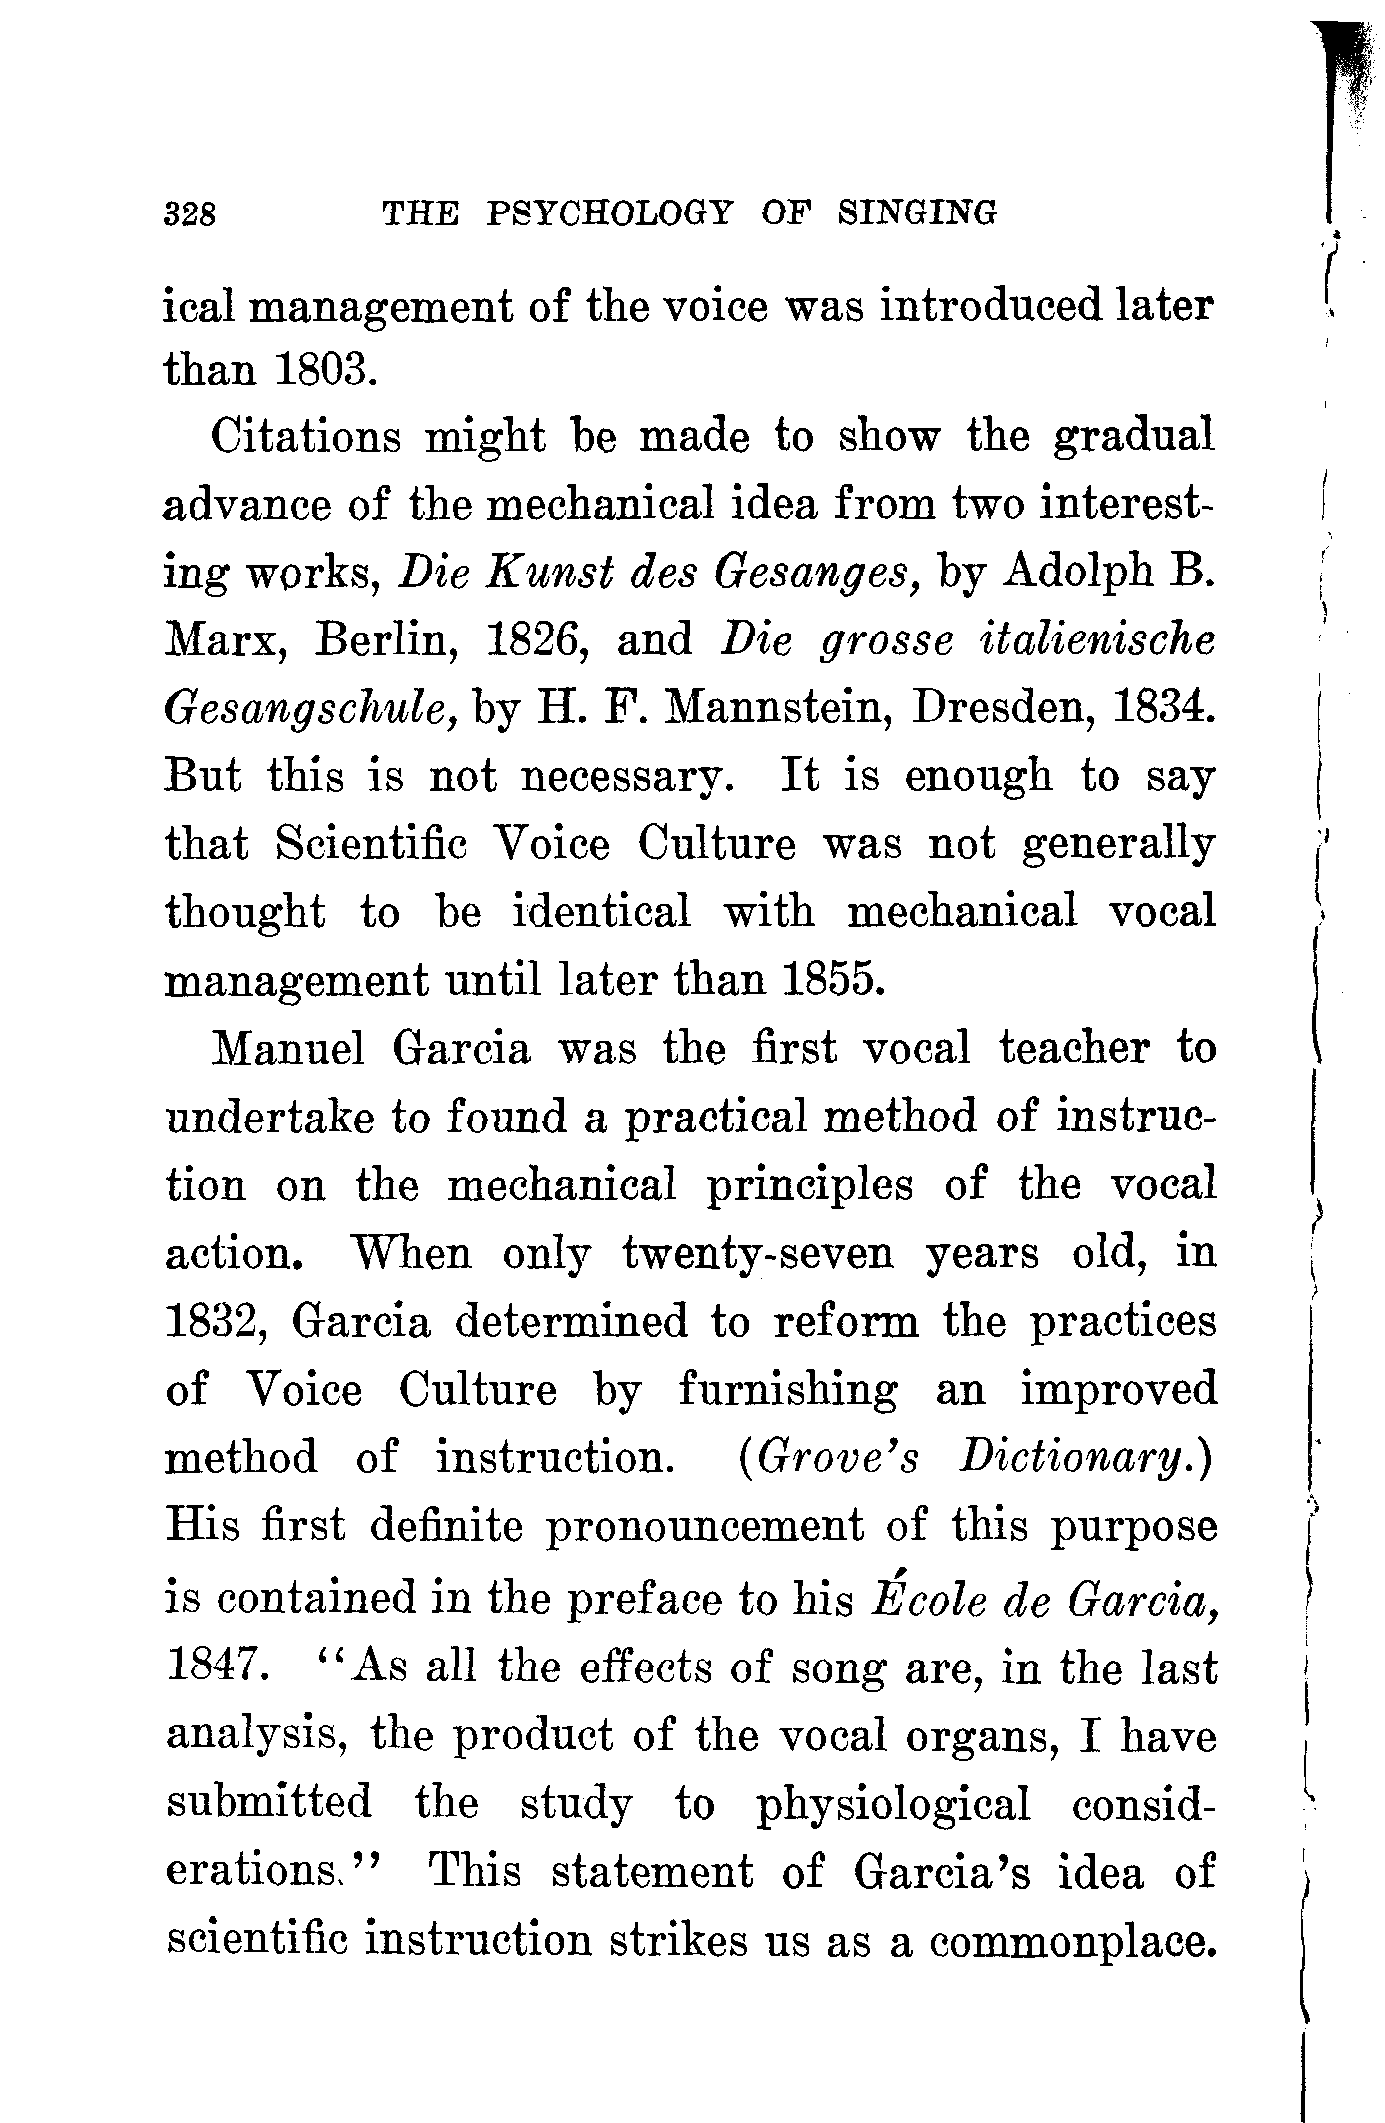 328 THE PSYCHOLOGY OF SINGING
ical management of the voice was introduced later
than 1803.
Citations might be made to show the gradual
advance of the mechanical idea from two interest-
ing works, Die Kunst des Gesanges, by Adolph B.
Marx, Berlin, 1826, and Die grosse italienische
Gesangschule, by H. F. Mannstein, Dresden, 1834.
But this is not necessary. It is enough to say
that Scientific Voice Culture was not generally
thought to be identical with mechanical vocal
management until later than 1855.
Manuel Garcia was the first vocal teacher to
undertake to found a practical method of instruc-
tion on the mechanical principles of the vocal
action. When only twenty-seven years old, in
1832, Garcia determined to reform the practices
of Voice Culture by furnishing an improved
method of instruction. (Grove's Dictionary.)
His first definite pronouncement of this purpose
is contained in the preface to his École de Garcia,
1847. "As all the effects of song are, in the last
analysis, the product of the vocal organs, I have
submitted the study to physiological consid-
erations." This statement of Garcia's idea of
scientific instruction strikes us as a commonplace.